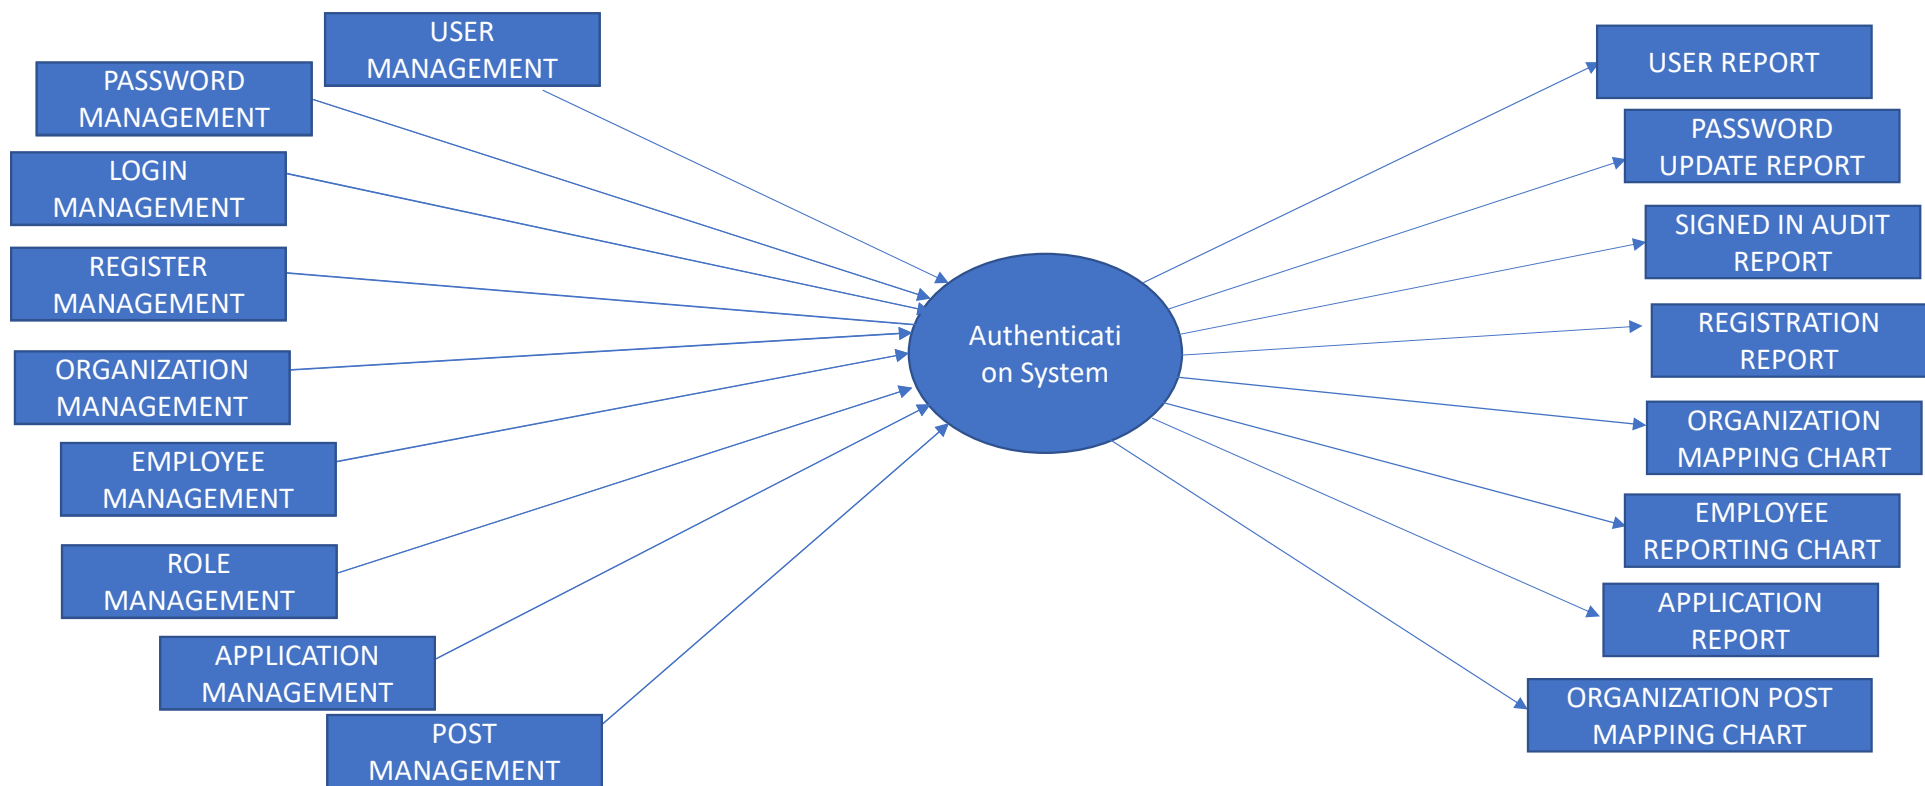 USER
MANAGEMENT
PASSWORD
MANAGEMENT
LOGIN
MANAGEMENT
REGISTER
MANAGEMENT
ORGANIZATION
MANAGEMENT
EMPLOYEE
MANAGEMENT
ROLE
MANAGEMENT
APPLICATION
MANAGEMENT
POST
MANAGEMENT
Authenticati
on System
USER REPORT
PASSWORD
UPDATE REPORT
SIGNED IN AUDIT
REPORT
REGISTRATION
REPORT
ORGANIZATION
MAPPING CHART
EMPLOYEE
REPORTING CHART
APPLICATION
REPORT
ORGANIZATION POST
MAPPING CHART